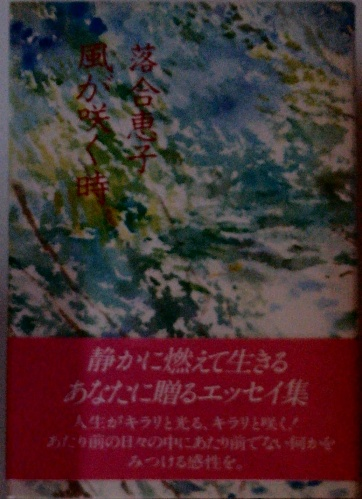 落合恵子
風が咲く時
静かに燃えて生きる
あなたに贈るエッセイ集
人生がキラリと光る、キラリと咲く!
あたり前の日々の中にあたり前でない何かを
みつける感性を。